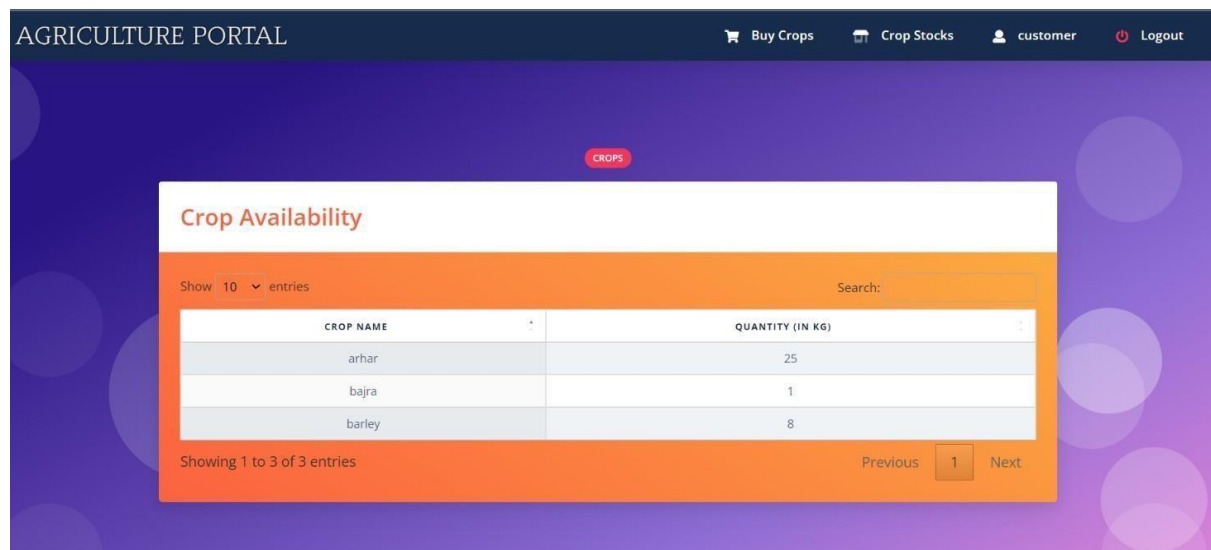 AGRICULTURE PORTAL Buy Crops Crop Stocks customer Logout
CROPS
Crop Availability
Show 10 entries Search:
CROP NAME QUANTITY (IN KG)
arhar 25
bajra 1
barley 8
Showing 1 to 3 of 3 entries Previous 1 Next